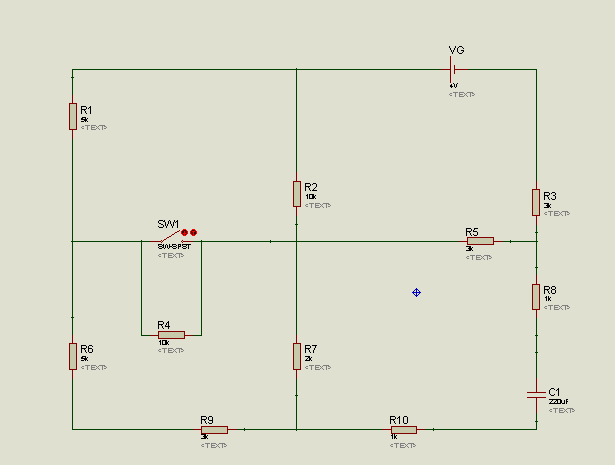 VG
4V
<TEXT>
R1
5k
<TEXT>
R2
10k
<TEXT>
R3
3k
<TEXT>
SW1
SW-SPST
<TEXT>
R5
3k
<TEXT>
R8
1k
<TEXT>
R4
10k
<TEXT>
R6
5k
<TEXT>
R7
2k
<TEXT>
C1
220uF
<TEXT>
R9
3k
<TEXT>
R10
1k
<TEXT>